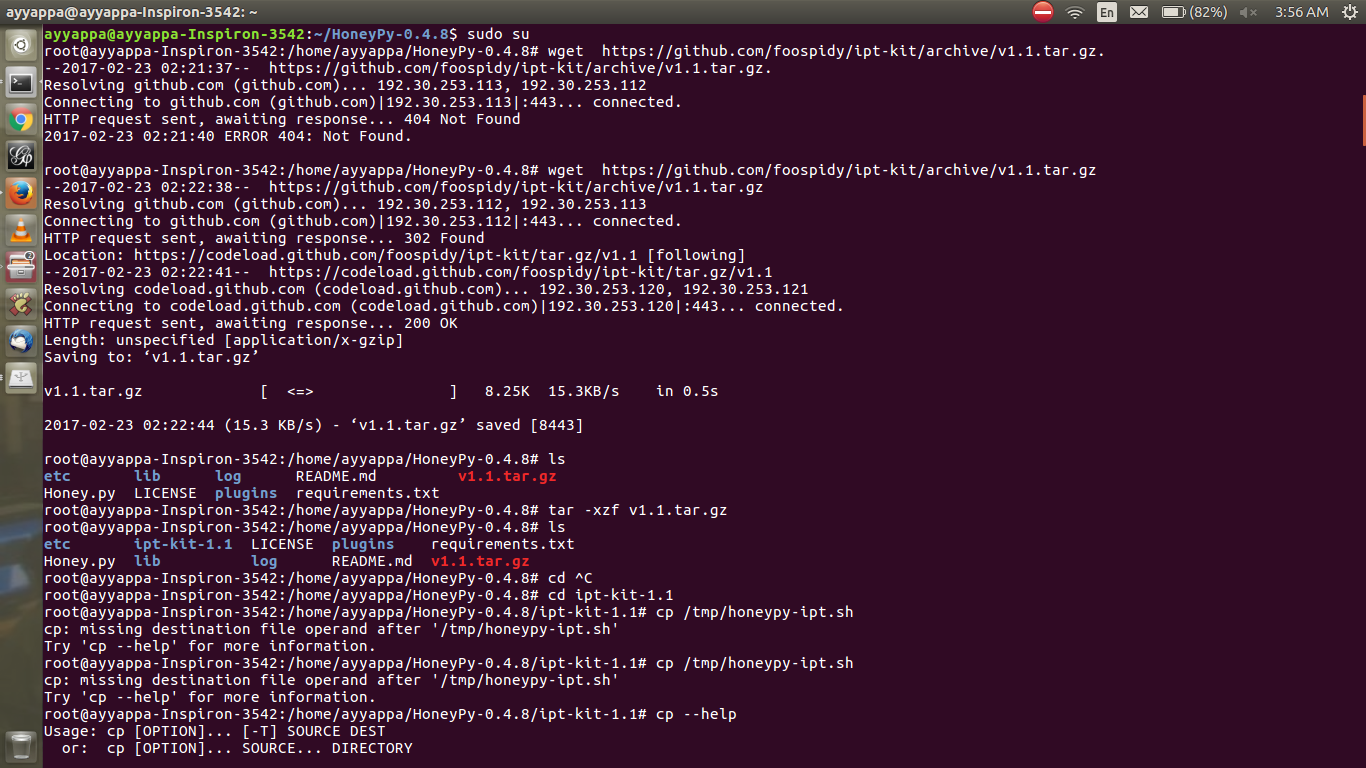 ayyappa@ayyappa-Inspiron-3542: ~
En
(82%)
3:56 AM
ayyappa@ayyappa-Inspiron-3542:~/HoneyPy-0.4.8$ sudo su
root@ayyappa-Inspiron-3542:/home/ayyappa/HoneyPy-0.4.8# wget  https://github.com/foospidy/ipt-kit/archive/v1.1.tar.gz.
--2017-02-23 02:21:37--  https://github.com/foospidy/ipt-kit/archive/v1.1.tar.gz.
Resolving github.com (github.com)... 192.30.253.113, 192.30.253.112
Connecting to github.com (github.com)|192.30.253.113|:443... connected.
HTTP request sent, awaiting response... 404 Not Found
2017-02-23 02:21:40 ERROR 404: Not Found.
root@ayyappa-Inspiron-3542:/home/ayyappa/HoneyPy-0.4.8# wget  https://github.com/foospidy/ipt-kit/archive/v1.1.tar.gz
--2017-02-23 02:22:38--  https://github.com/foospidy/ipt-kit/archive/v1.1.tar.gz
Resolving github.com (github.com)... 192.30.253.112, 192.30.253.113
Connecting to github.com (github.com)|192.30.253.112|:443... connected.
HTTP request sent, awaiting response... 302 Found
Location: https://codeload.github.com/foospidy/ipt-kit/tar.gz/v1.1 [following]
--2017-02-23 02:22:41--  https://codeload.github.com/foospidy/ipt-kit/tar.gz/v1.1
Resolving codeload.github.com (codeload.github.com)... 192.30.253.120, 192.30.253.121
Connecting to codeload.github.com (codeload.github.com)|192.30.253.120|:443... connected.
HTTP request sent, awaiting response... 200 OK
Length: unspecified [application/x-gzip]
Saving to: ‘v1.1.tar.gz’
v1.1.tar.gz             [  <=>               ]   8.25K  15.3KB/s    in 0.5s
2017-02-23 02:22:44 (15.3 KB/s) - ‘v1.1.tar.gz’ saved [8443]
root@ayyappa-Inspiron-3542:/home/ayyappa/HoneyPy-0.4.8# ls
etc       lib      log      README.md         v1.1.tar.gz
Honey.py  LICENSE  plugins  requirements.txt
root@ayyappa-Inspiron-3542:/home/ayyappa/HoneyPy-0.4.8# tar -xzf v1.1.tar.gz
root@ayyappa-Inspiron-3542:/home/ayyappa/HoneyPy-0.4.8# ls
etc       ipt-kit-1.1  LICENSE  plugins    requirements.txt
Honey.py  lib          log      README.md  v1.1.tar.gz
root@ayyappa-Inspiron-3542:/home/ayyappa/HoneyPy-0.4.8# cd ^C
root@ayyappa-Inspiron-3542:/home/ayyappa/HoneyPy-0.4.8# cd ipt-kit-1.1
root@ayyappa-Inspiron-3542:/home/ayyappa/HoneyPy-0.4.8/ipt-kit-1.1# cp /tmp/honeypy-ipt.sh
cp: missing destination file operand after '/tmp/honeypy-ipt.sh'
Try 'cp --help' for more information.
root@ayyappa-Inspiron-3542:/home/ayyappa/HoneyPy-0.4.8/ipt-kit-1.1# cp /tmp/honeypy-ipt.sh
cp: missing destination file operand after '/tmp/honeypy-ipt.sh'
Try 'cp --help' for more information.
root@ayyappa-Inspiron-3542:/home/ayyappa/HoneyPy-0.4.8/ipt-kit-1.1# cp --help
Usage: cp [OPTION]... [-T] SOURCE DEST
  or:  cp [OPTION]... SOURCE... DIRECTORY